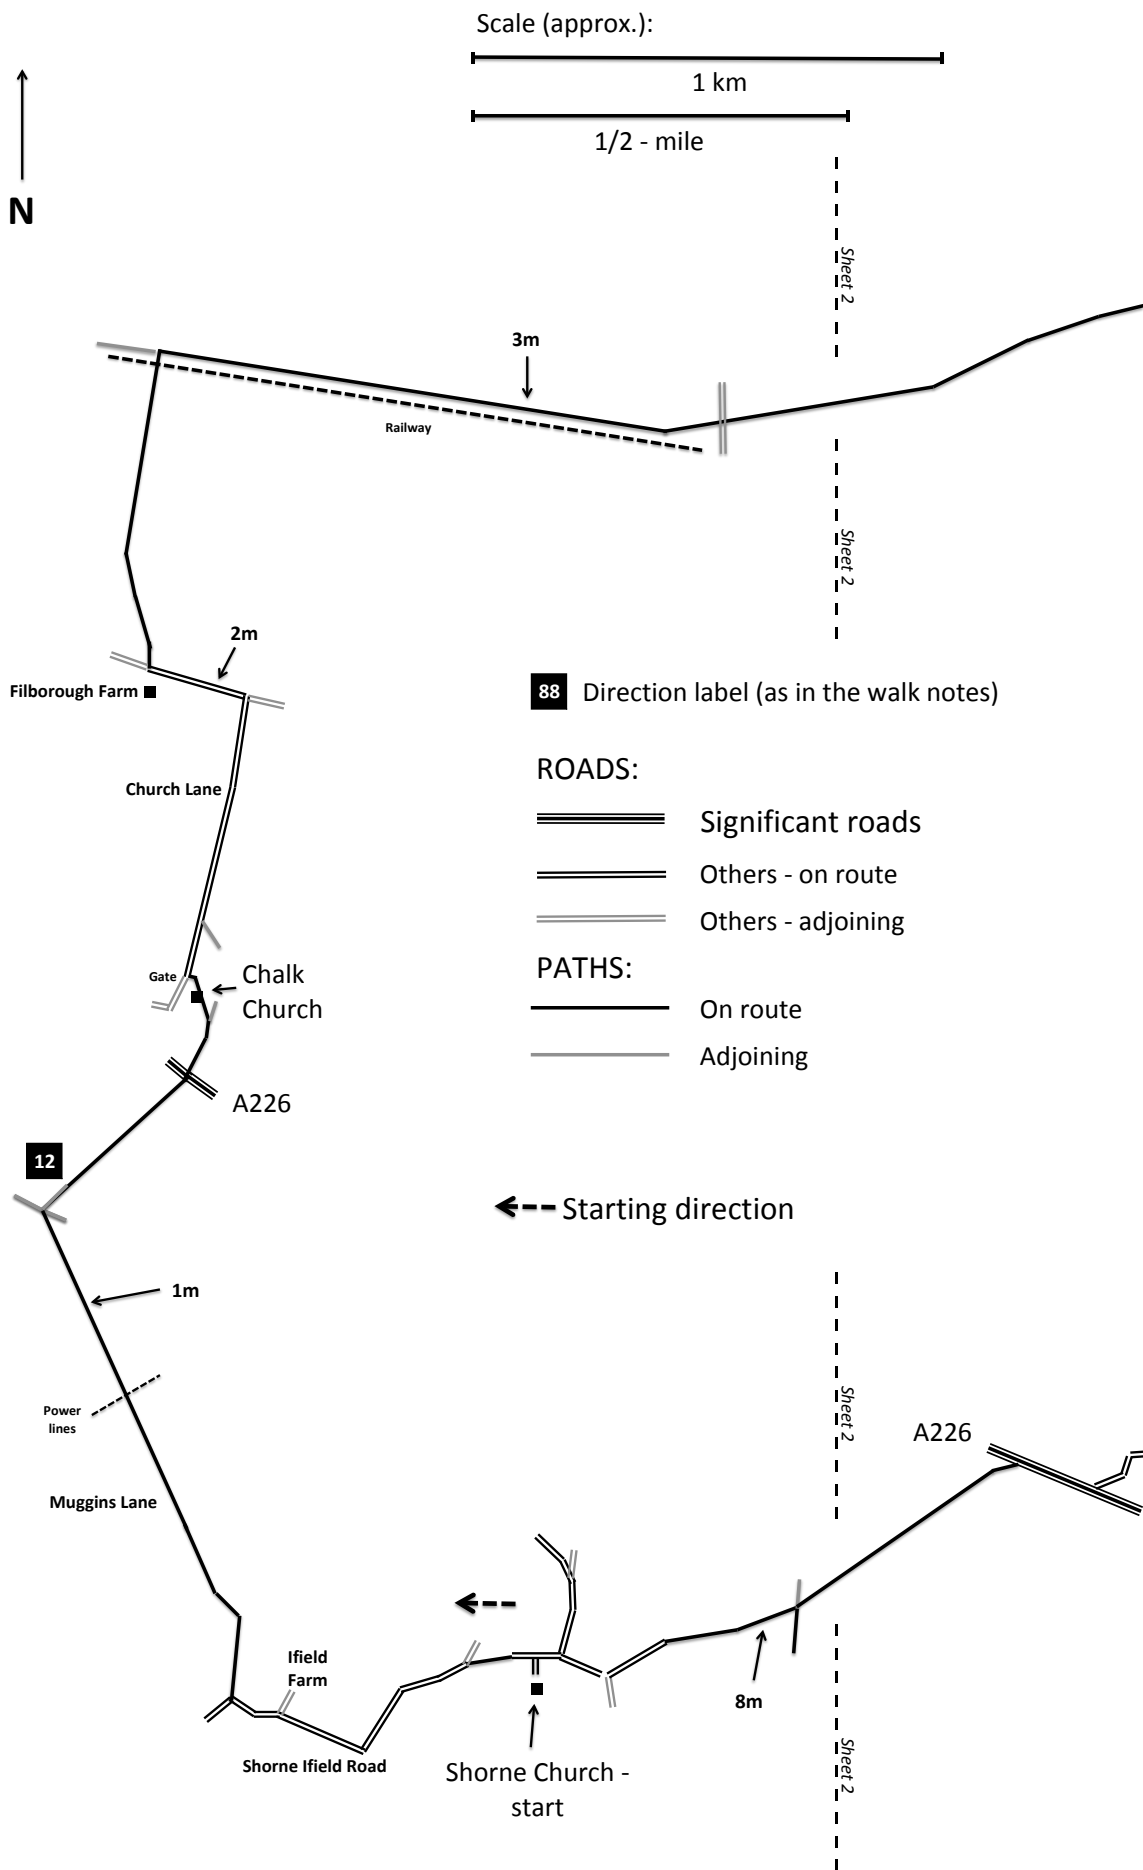 Scale (approx.):
1 km
1/2 - mile
N
Sheet 2
3m
Railway
Sheet 2
2m
Filborough Farm
88 Direction label (as in the walk notes)
ROADS:
Church Lane
Significant roads
Others - on route
Others - adjoining
PATHS:
Gate
Chalk
Church
On route
Adjoining
A226
12
Starting direction
1m
Power
lines
Sheet 2
A226
Muggins Lane
Ifield
Farm
8m
Shorne Ifield Road
Shorne Church -
start
Sheet 2